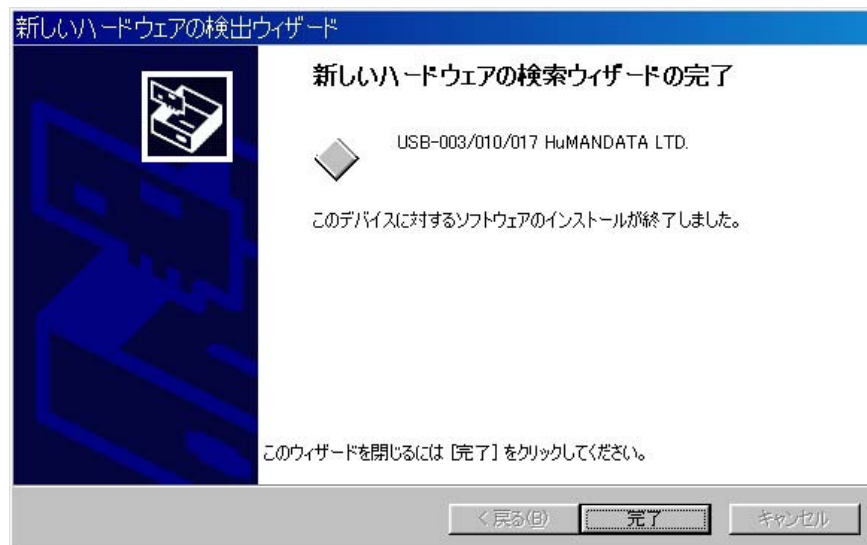 新しいハードウェアの検出ウィザード
新しいハードウェアの検索ウィザードの完了
USB-003/010/017 HuMANDATA LTD.
このデバイスに対するソフトウェアのインストールが終了しました。
このウィザードを閉じるには [完了] をクリックしてください。
< 戻る(B)
完了
キャンセル